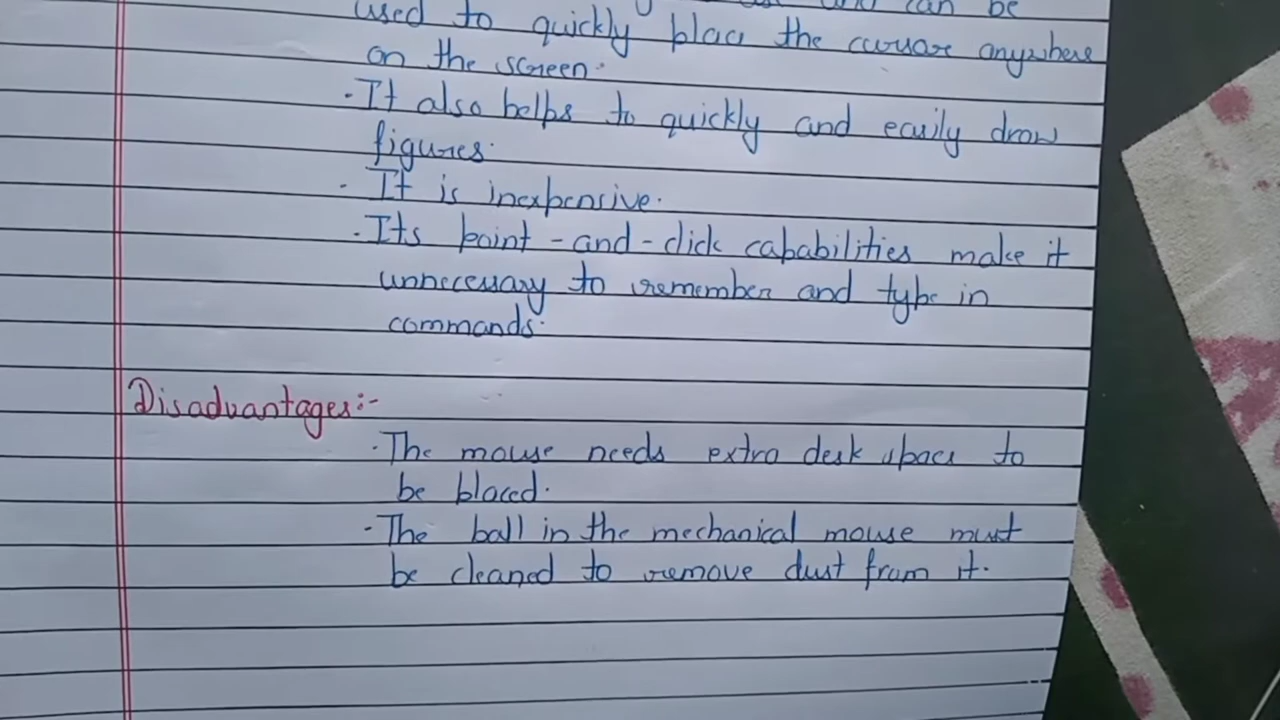 and can be
used to quickly place the cursor anywhere
on the screen.
· It also helps to quickly and easily draw
figures.
· It is inexpensive.
· Its point-and-click capabilities make it
unnecessary to remember and type in
commands.
Disadvantages:-
· The mouse needs extra desk space to
be placed.
· The ball in the mechanical mouse must
be cleaned to remove dust from it.